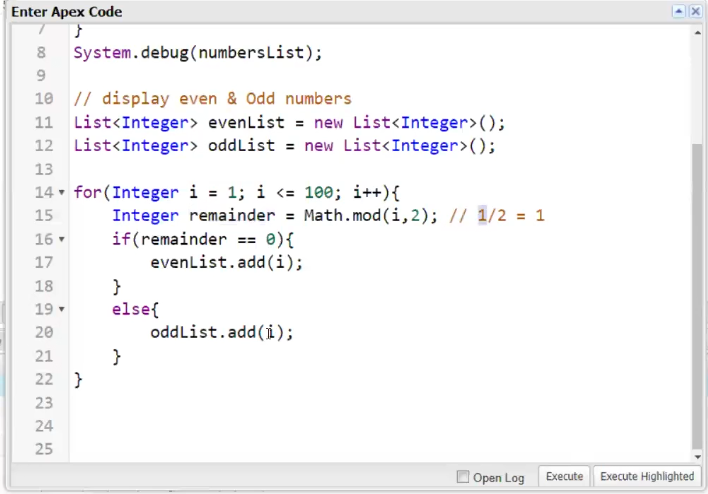 Enter Apex Code
7 }
8 System.debug(numbersList);
9
10 // display even & Odd numbers
11 List<Integer> evenList = new List<Integer>();
12 List<Integer> oddList = new List<Integer>();
13
14 for(Integer i = 1; i <= 100; i++){
15 Integer remainder = Math.mod(i,2); // 1/2 = 1
16 if(remainder == 0){
17 evenList.add(i);
18 }
19 else{
20 oddList.add(i);
21 }
22 }
23
24
25
Open Log Execute Execute Highlighted